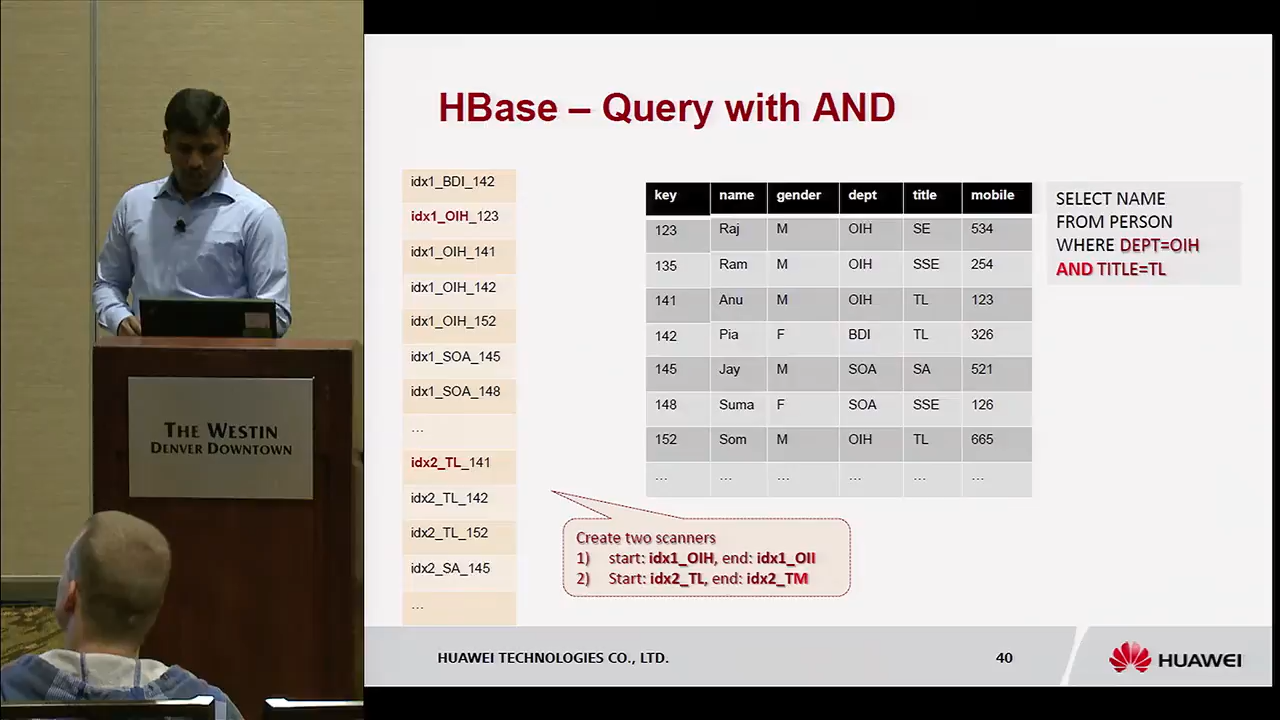 HBase – Query with AND
idx1_BDI_142
idx1_OIH_123
idx1_OIH_141
idx1_OIH_142
idx1_OIH_152
idx1_SOA_145
idx1_SOA_148
...
idx2_TL_141
idx2_TL_142
idx2_TL_152
idx2_SA_145
...
key name gender dept title mobile
123 Raj M OIH SE 534
135 Ram M OIH SSE 254
141 Anu M OIH TL 123
142 Pia F BDI TL 326
145 Jay M SOA SA 521
148 Suma F SOA SSE 126
152 Som M OIH TL 665
... ... ... ... ... ...
SELECT NAME
FROM PERSON
WHERE DEPT=OIH
AND TITLE=TL
Create two scanners
1) start: idx1_OIH, end: idx1_OII
2) Start: idx2_TL, end: idx2_TM
THE WESTIN
DENVER DOWNTOWN
HUAWEI TECHNOLOGIES CO., LTD.
40
HUAWEI